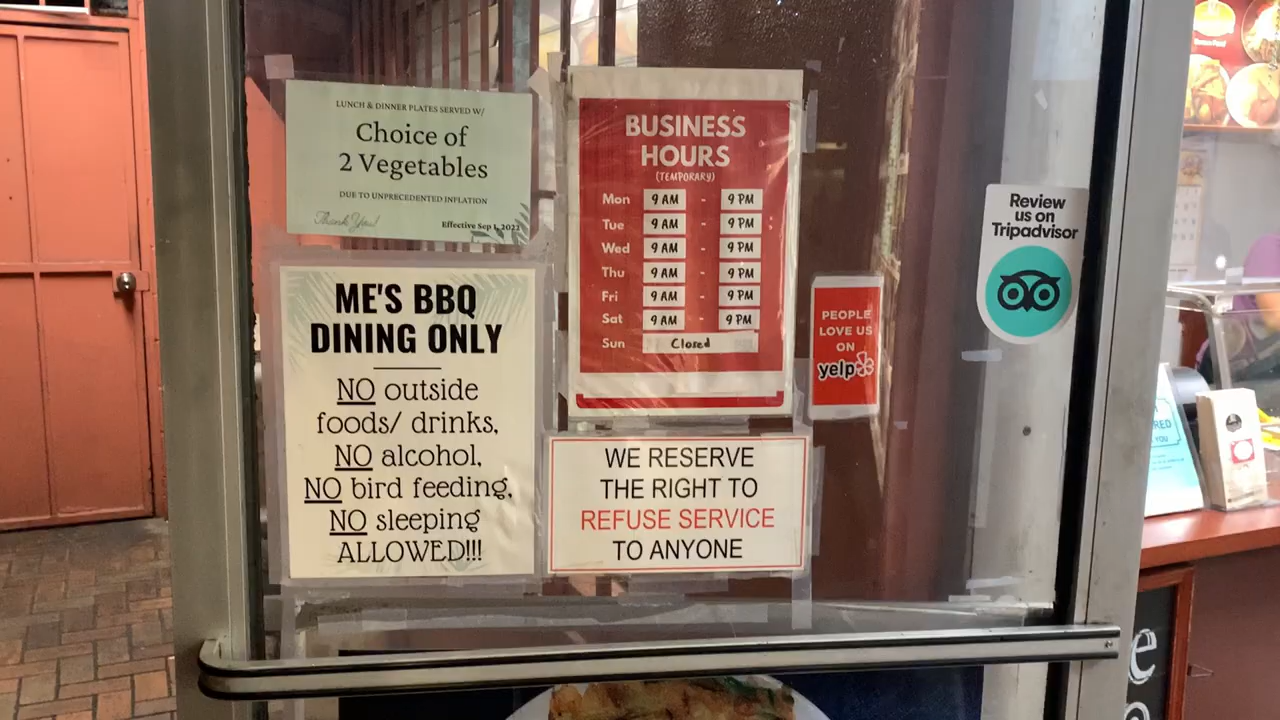 LUNCH & DINNER PLATES SERVED W/
Choice of
2 Vegetables
DUE TO UNPRECEDENTED INFLATION
Thank You!
Effective Sep 1, 2022
ME'S BBQ
DINING ONLY
NO outside
foods/ drinks,
NO alcohol,
NO bird feeding,
NO sleeping
ALLOWED!!!
BUSINESS
HOURS
(TEMPORARY)
Mon 9 AM - 9 PM
Tue 9 AM - 9 PM
Wed 9 AM - 9 PM
Thu 9 AM - 9 PM
Fri 9 AM - 9 PM
Sat 9 AM - 9 PM
Sun Closed
WE RESERVE
THE RIGHT TO
REFUSE SERVICE
TO ANYONE
PEOPLE
LOVE US
ON
yelp
Review
us on
Tripadvisor
RED
YOU
e